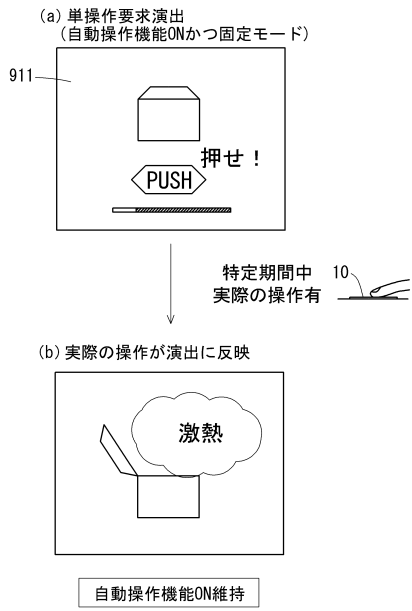 (a) 単操作要求演出
(自動操作機能ONかつ固定モード)
911
押せ！
PUSH
特定期間中
実際の操作有
10
(b) 実際の操作が演出に反映
激熱
自動操作機能ON維持